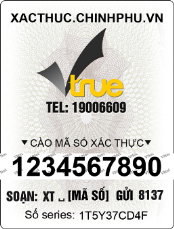 XACTHUC.CHINHPHU.VN
true
TEL: 19006609
▼ CÀO MÃ SỐ XÁC THỰC ▼
1234567890
SOẠN: XT ␣ [MÃ SỐ] GỬI 8137
Số series: 1T5Y37CD4F